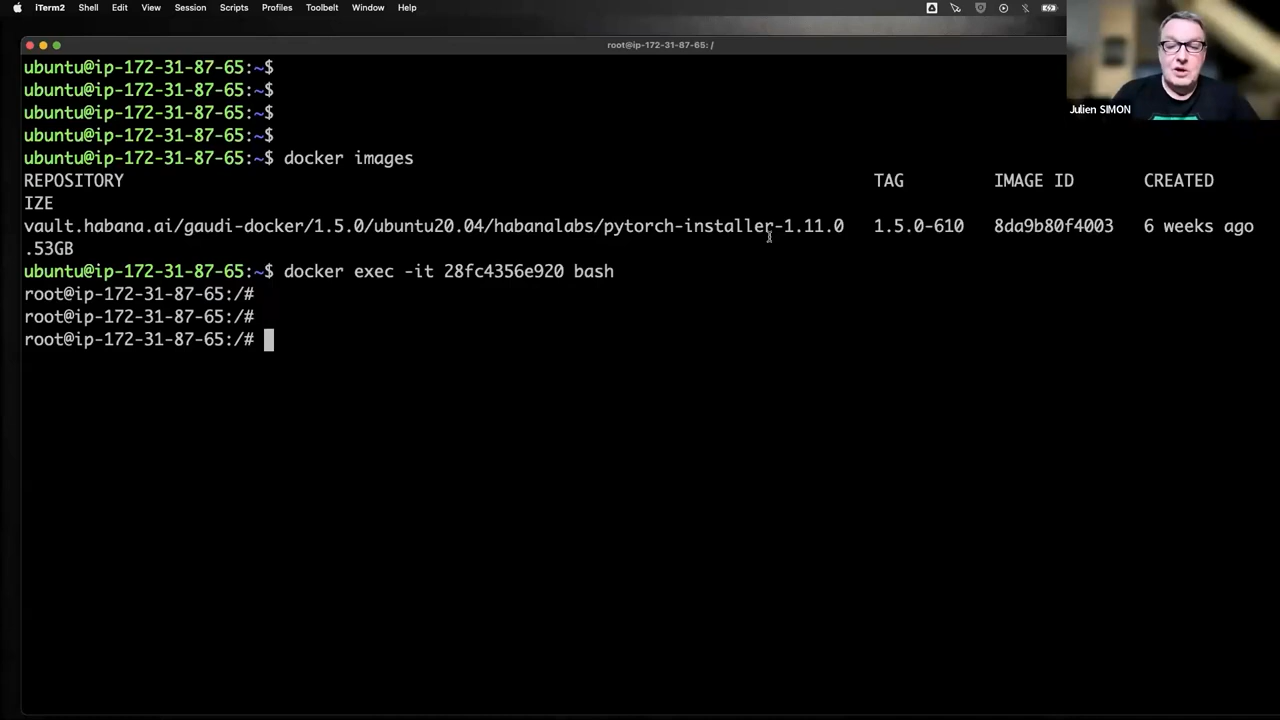 iTerm2 Shell Edit View Session Scripts Profiles Toolbelt Window Help
root@ip-172-31-87-65: /
Julien SIMON
ubuntu@ip-172-31-87-65:~$
ubuntu@ip-172-31-87-65:~$
ubuntu@ip-172-31-87-65:~$
ubuntu@ip-172-31-87-65:~$
ubuntu@ip-172-31-87-65:~$ docker images
REPOSITORY TAG IMAGE ID CREATED
IZE
vault.habana.ai/gaudi-docker/1.5.0/ubuntu20.04/habanalabs/pytorch-installer-1.11.0 1.5.0-610 8da9b80f4003 6 weeks ago
.53GB
ubuntu@ip-172-31-87-65:~$ docker exec -it 28fc4356e920 bash
root@ip-172-31-87-65:/#
root@ip-172-31-87-65:/#
root@ip-172-31-87-65:/#